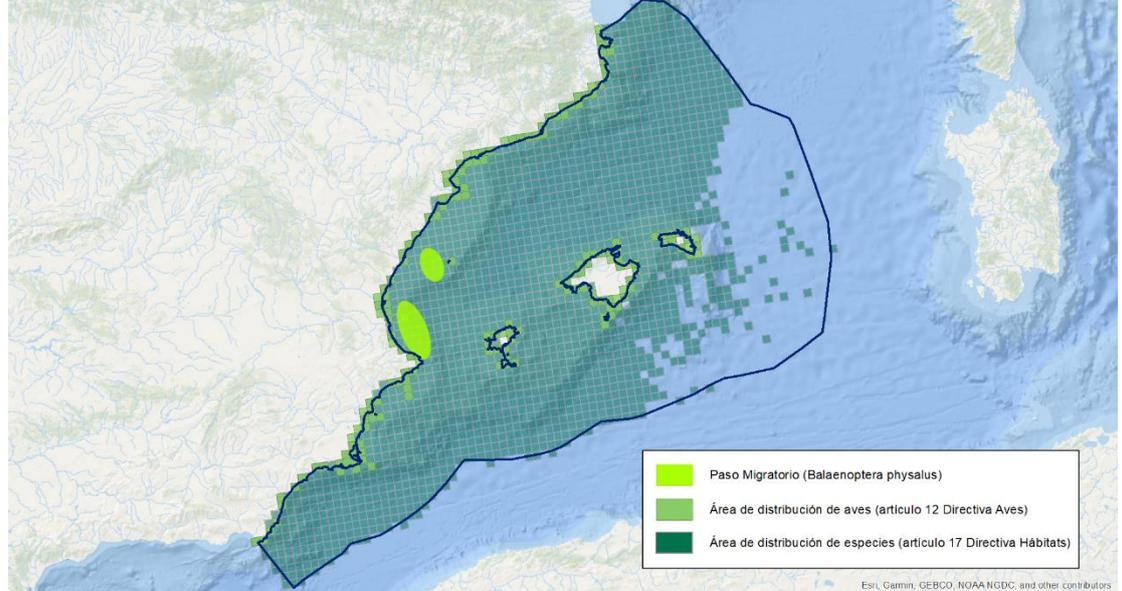 Paso Migratorio (Balaenoptera physalus)
Área de distribución de aves (artículo 12 Directiva Aves)
Área de distribución de especies (artículo 17 Directiva Hábitats)
Esri, Garmin, GEBCO, NOAA NGDC, and other contributors